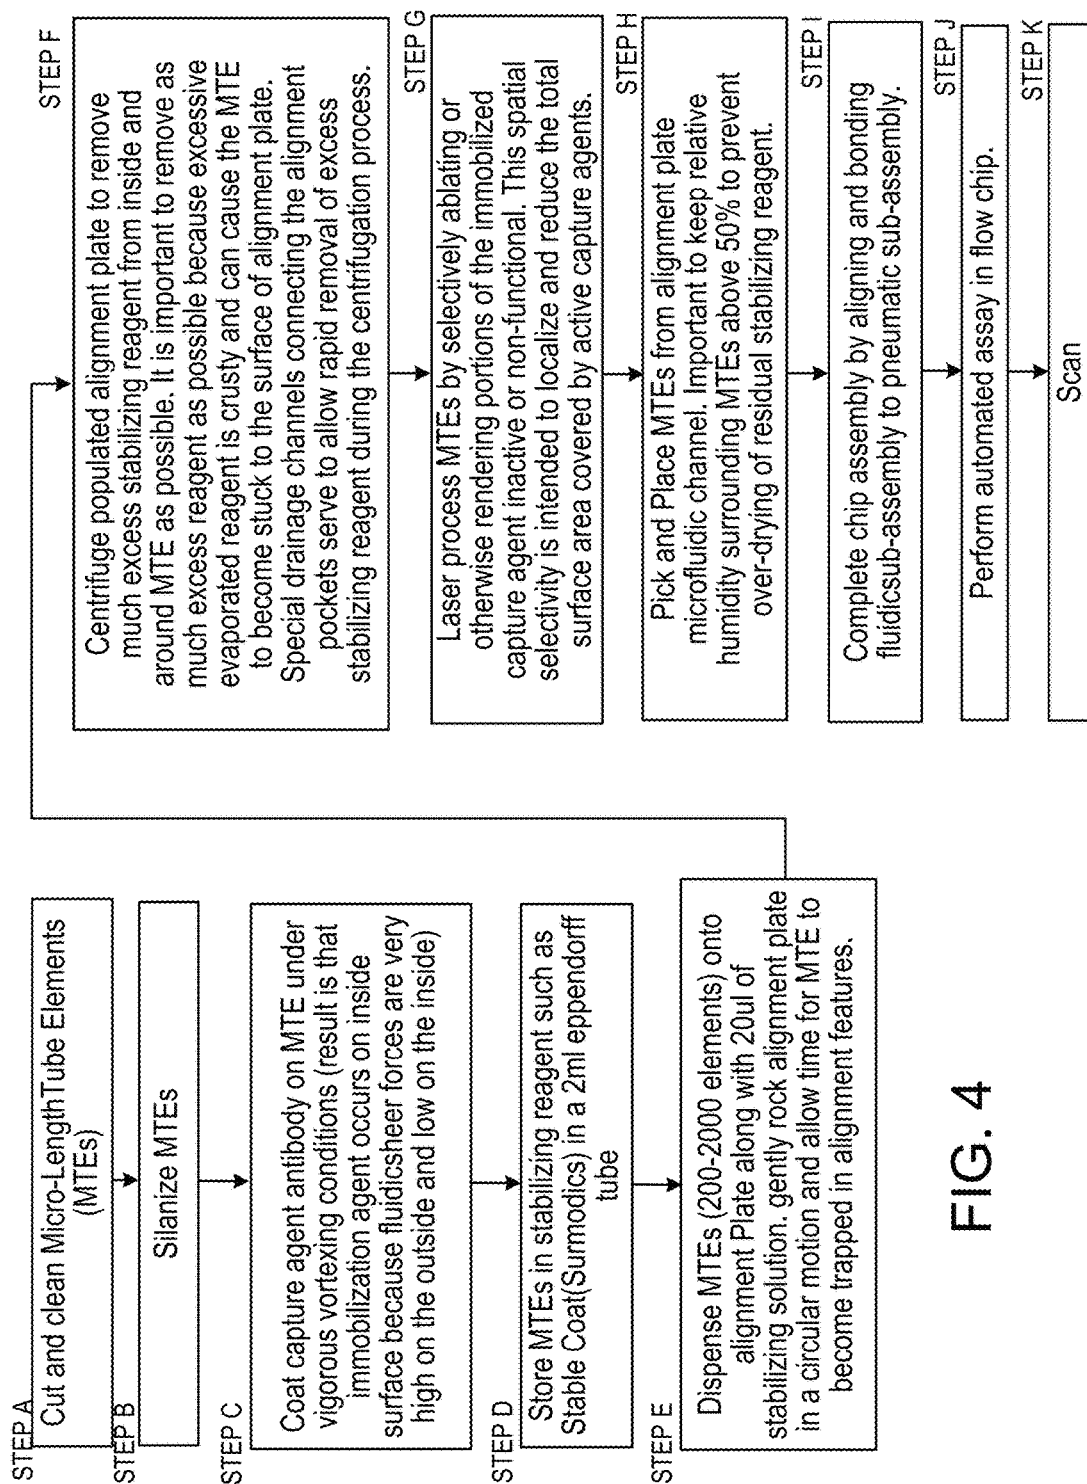 STEP A
Cut and clean Micro-LengthTube Elements
(MTEs)
STEP B
Silanize MTEs
STEP C
Coat capture agent antibody on MTE under
vigorous vortexing conditions (result is that
immobilization agent occurs on inside
surface because fluidicsheer forces are very
high on the outside and low on the inside)
STEP D
Store MTEs in stabilizing reagent such as
Stable Coat(Surmodics) in a 2ml eppendorff
tube
STEP E
Dispense MTEs (200-2000 elements) onto
alignment Plate along with 20ul of
stabilizing solution. gently rock alignment plate
in a circular motion and allow time for MTE to
become trapped in alignment features.
STEP F
Centrifuge populated alignment plate to remove
much excess stabilizing reagent from inside and
around MTE as possible. It is important to remove as
much excess reagent as possible because excessive
evaporated reagent is crusty and can cause the MTE
to become stuck to the surface of alignment plate.
Special drainage channels connecting the alignment
pockets serve to allow rapid removal of excess
stabilizing reagent during the centrifugation process.
STEP G
Laser process MTEs by selectively ablating or
otherwise rendering portions of the immobilized
capture agent inactive or non-functional. This spatial
selectivity is intended to localize and reduce the total
surface area covered by active capture agents.
STEP H
Pick and Place MTEs from alignment plate
microfluidic channel. Important to keep relative
humidity surrounding MTEs above 50% to prevent
over-drying of residual stabilizing reagent.
STEP I
Complete chip assembly by aligning and bonding
fluidicsub-assembly to pneumatic sub-assembly.
STEP J
Perform automated assay in flow chip.
STEP K
Scan
FIG. 4